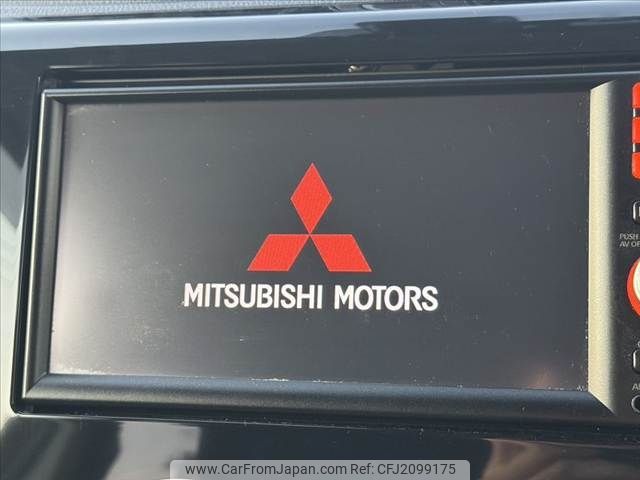 MITSUBISHI MOTORS
PUSH
AV OF
www.CarFromJapan.com REF:CFJ2099175